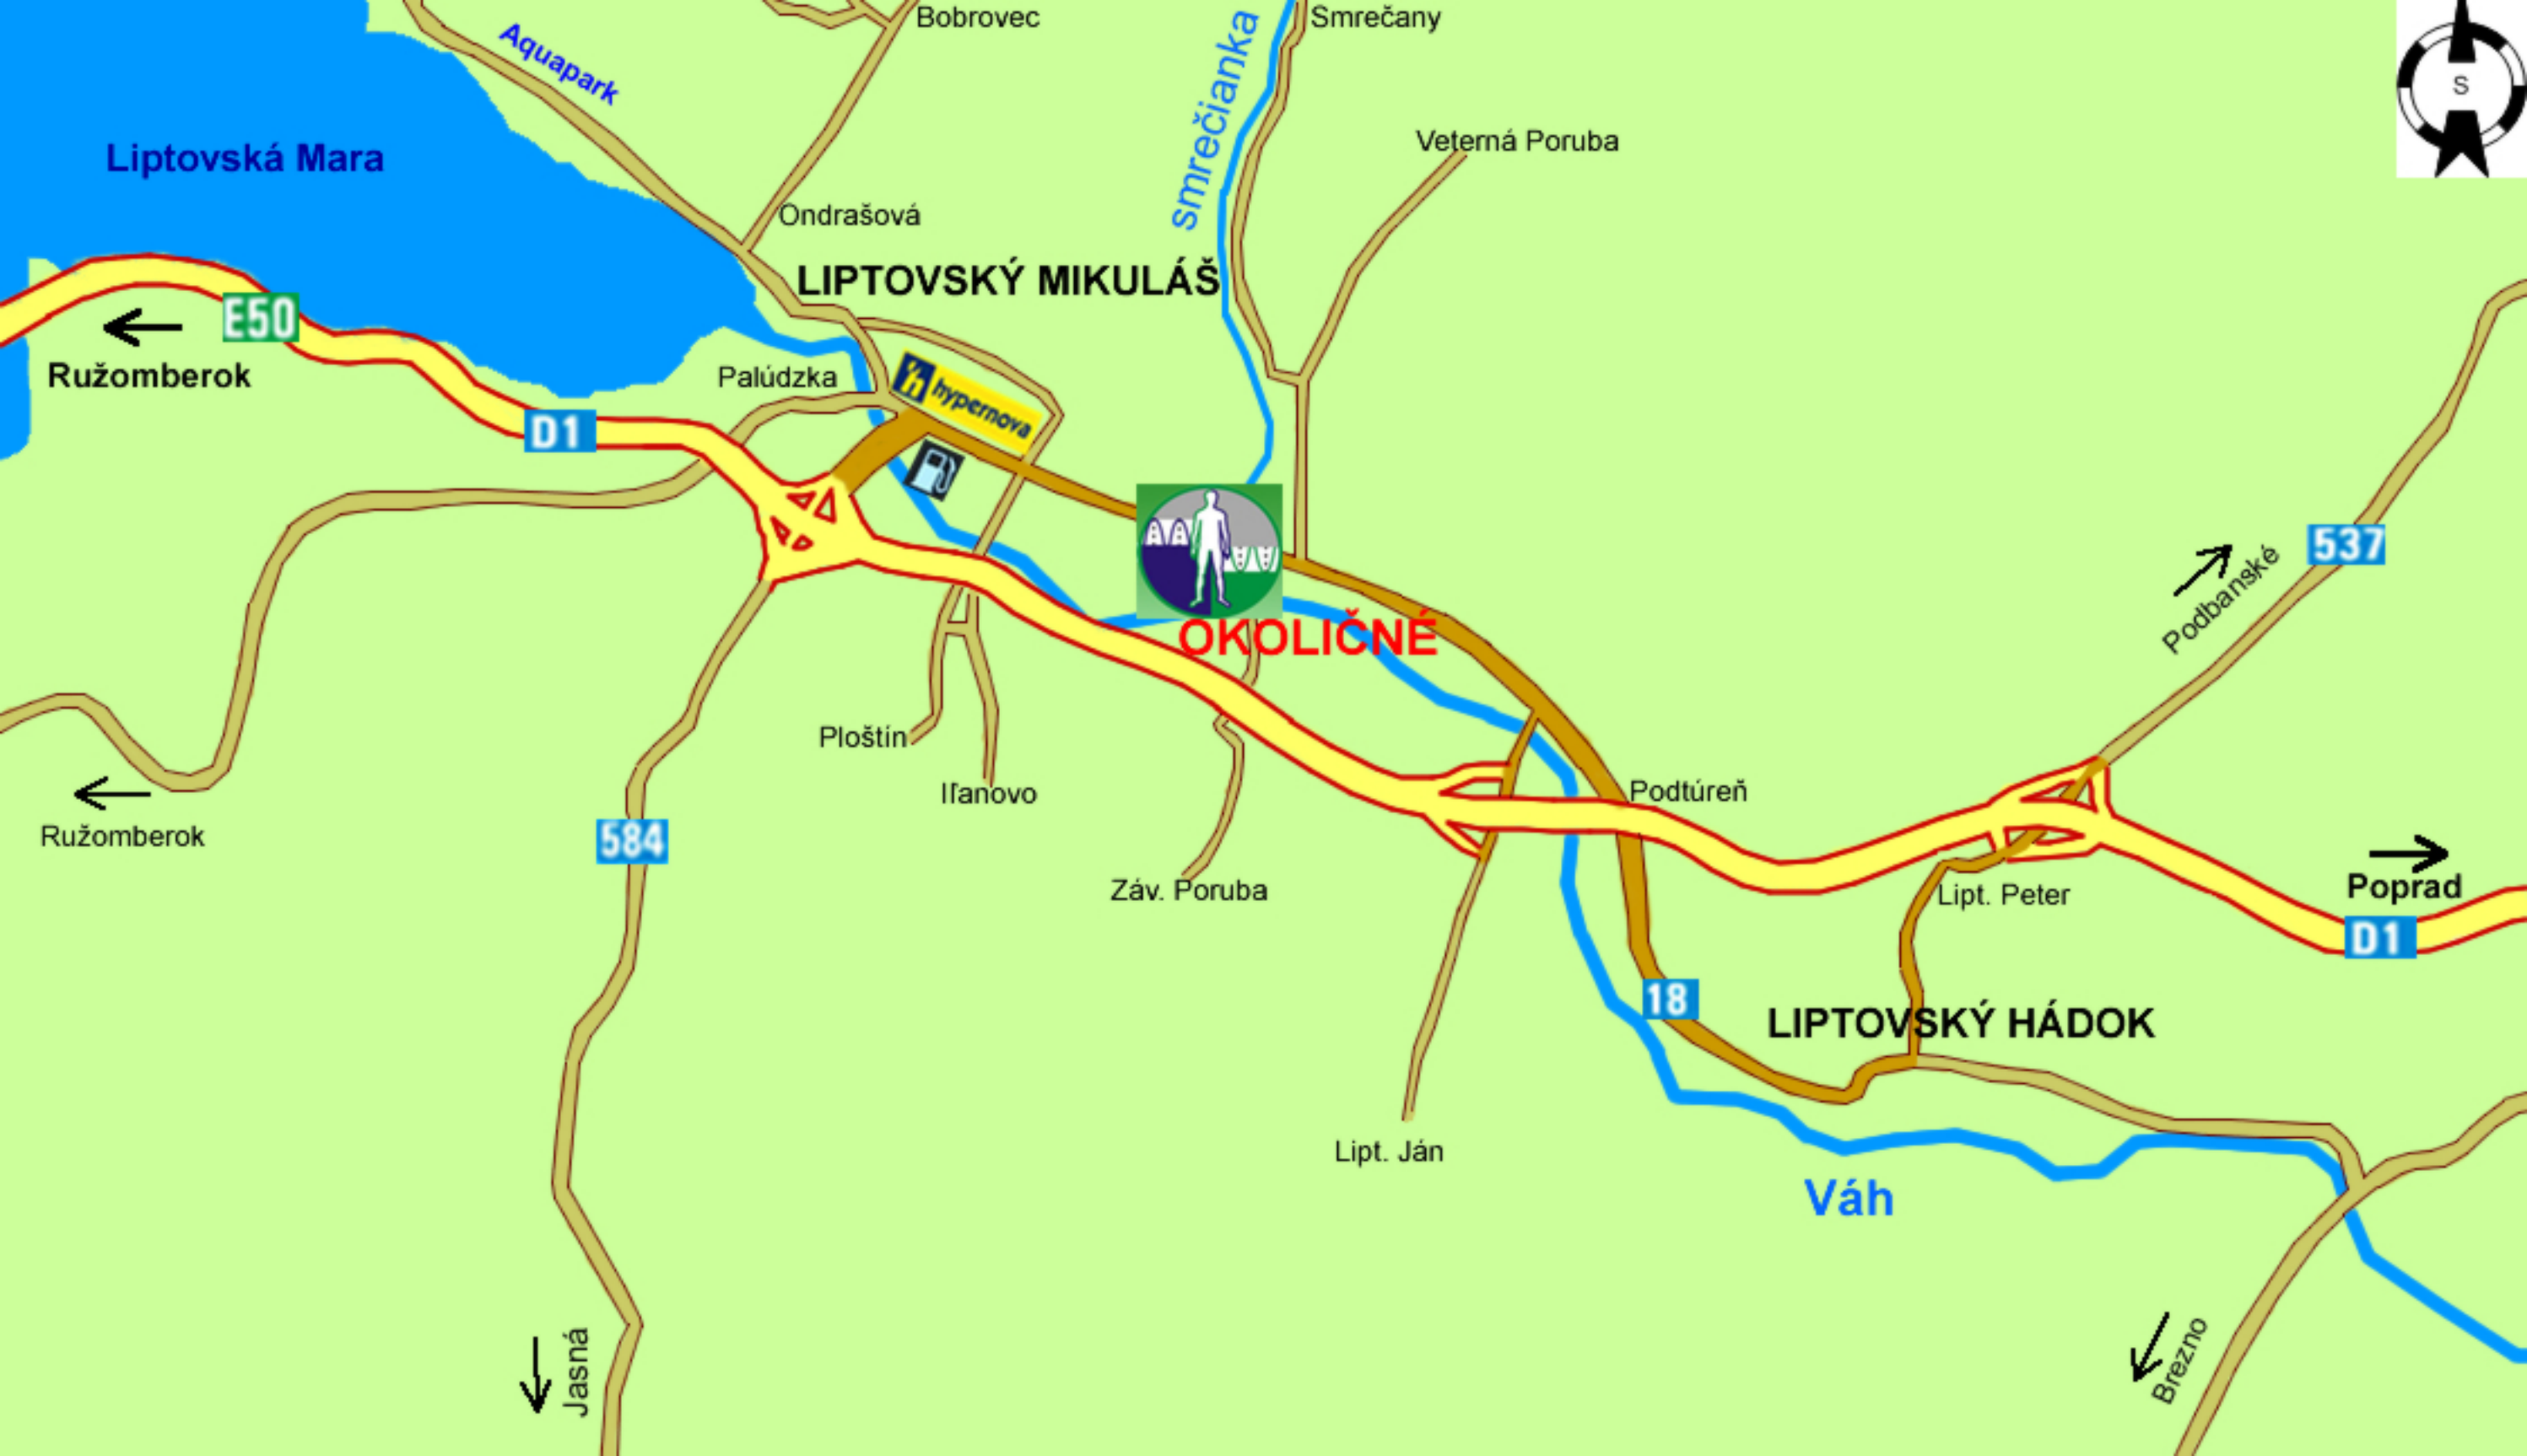 Bobrovec
Smrečany
Aquapark
smrečianka
S
Veterná Poruba
Liptovská Mara
Ondrašová
LIPTOVSKÝ MIKULÁŠ
E50
Ružomberok
Palúdzka
hypernova
D1
537
Podbanské
OKOLIČNÉ
Ploštín
Iľanovo
Podtúreň
Ružomberok
584
Záv. Poruba
Lipt. Peter
Poprad
D1
18
LIPTOVSKÝ HÁDOK
Lipt. Ján
Váh
Jasná
Brezno